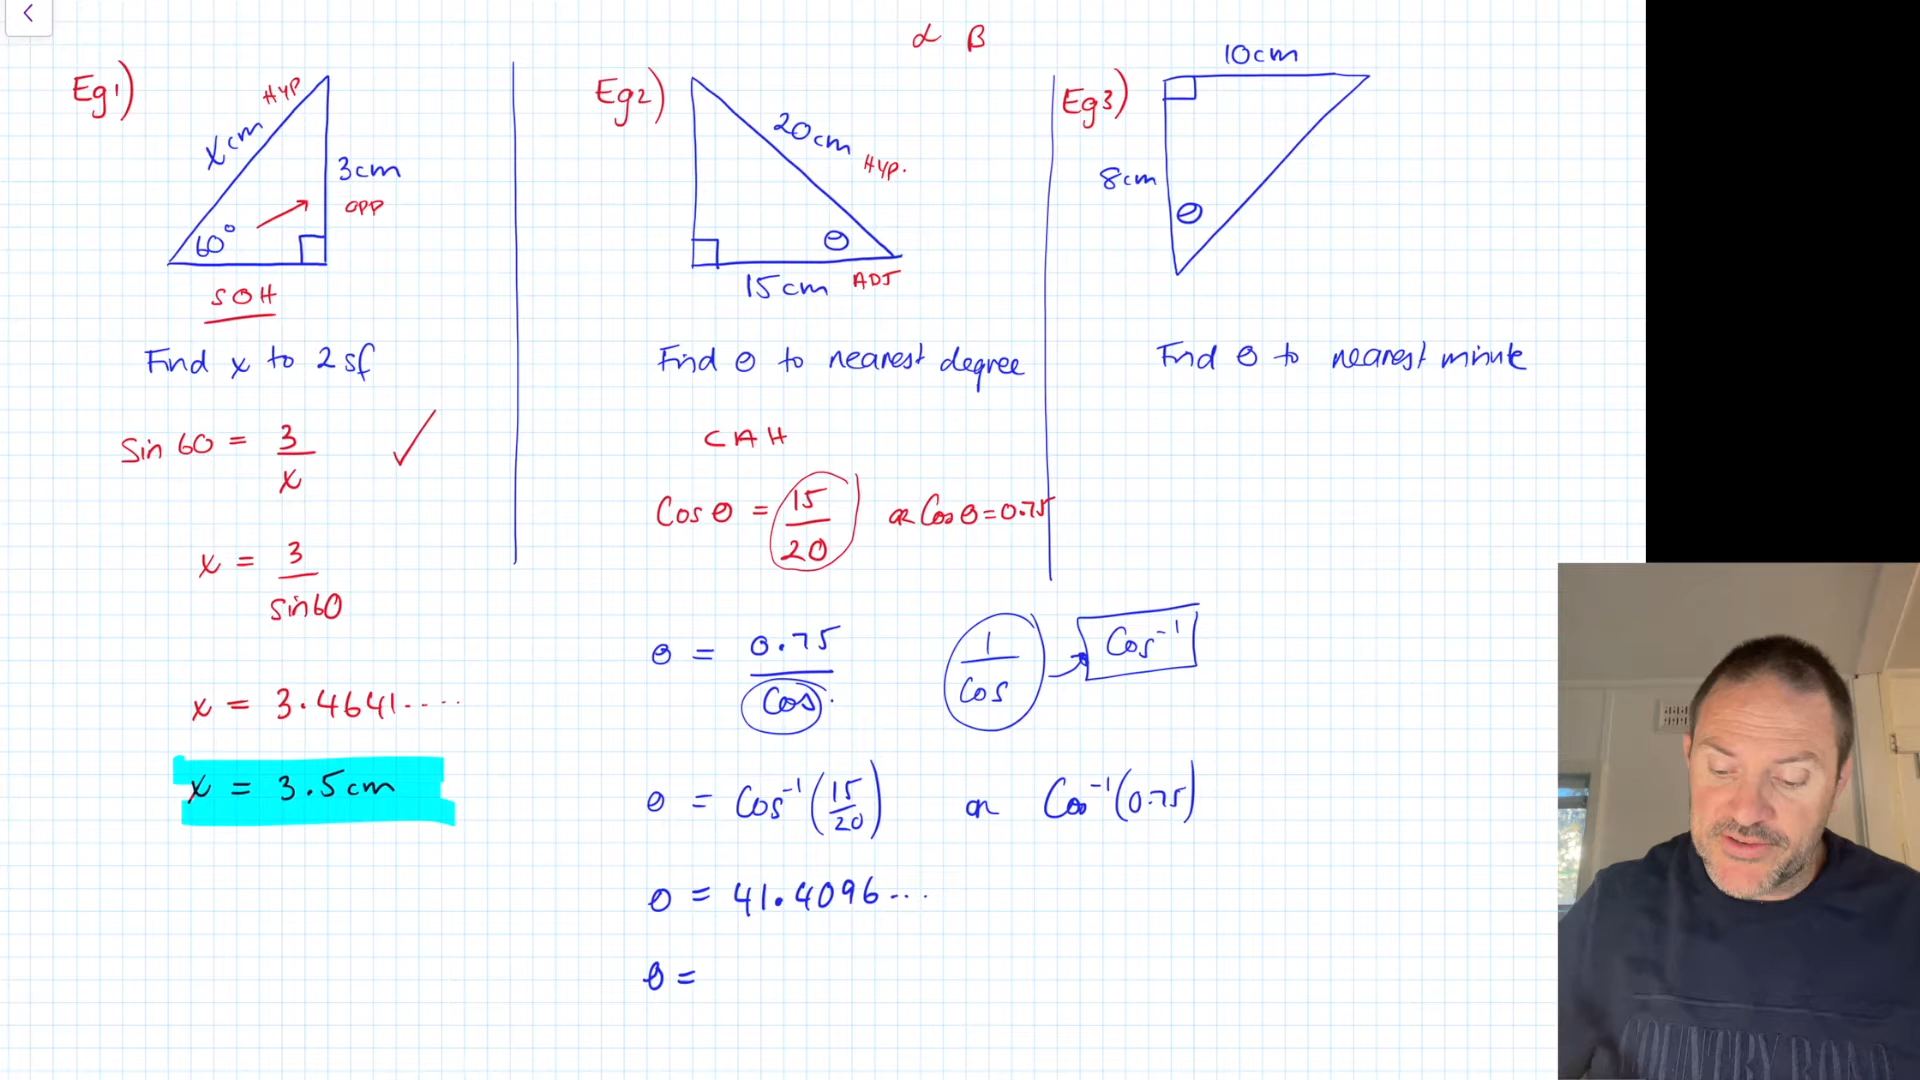 α β
Eg1)
HYP
x cm
3cm
OPP
60°
SOH
Find x to 2 sf
Sin 60 = 3/x
x = 3/sin60
x = 3.4641....
x = 3.5cm
Eg2)
20cm
HYP.
θ
15cm ADJ
Find θ to nearest degree
CAH
Cos θ = 15/20 or Cos θ = 0.75
θ = 0.75/Cos. 1/Cos Cos⁻¹
θ = Cos⁻¹(15/20) or Cos⁻¹(0.75)
θ = 41.4096...
θ =
Eg3)
10cm
8cm
θ
Find θ to nearest minute